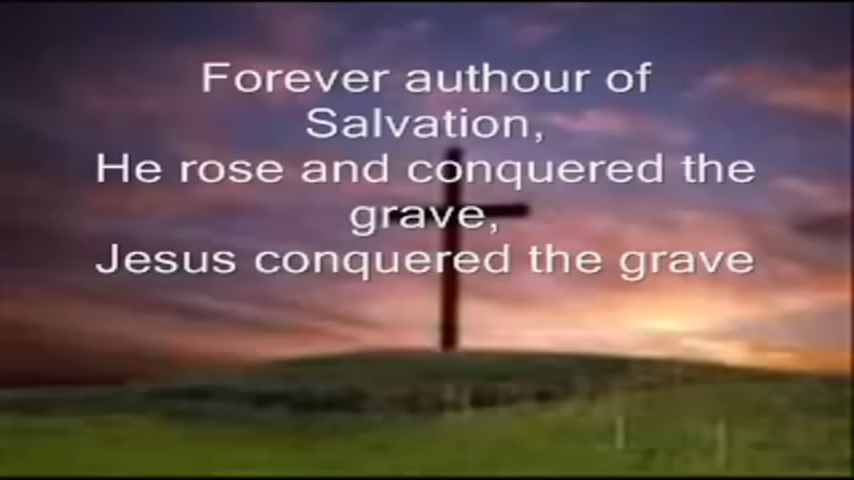 Forever authour of
Salvation,
He rose and conquered the
grave,
Jesus conquered the grave